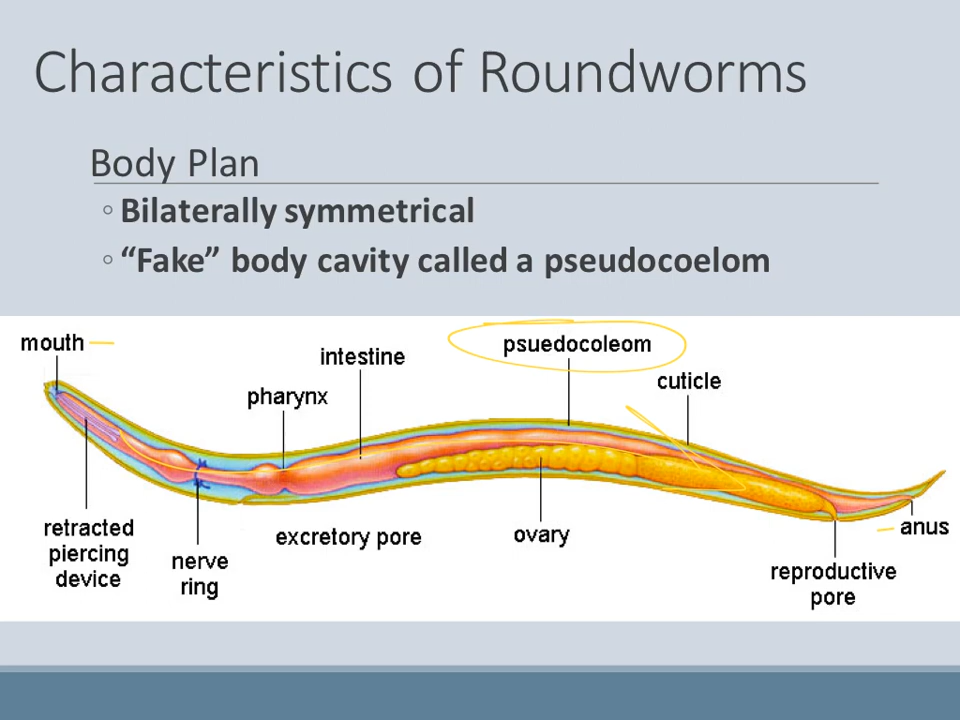 Characteristics of Roundworms
Body Plan
◦ Bilaterally symmetrical
◦ “Fake” body cavity called a pseudocoelom
mouth
intestine
psuedocoleom
pharynx
cuticle
retracted
piercing
device
nerve
ring
excretory pore
ovary
anus
reproductive
pore